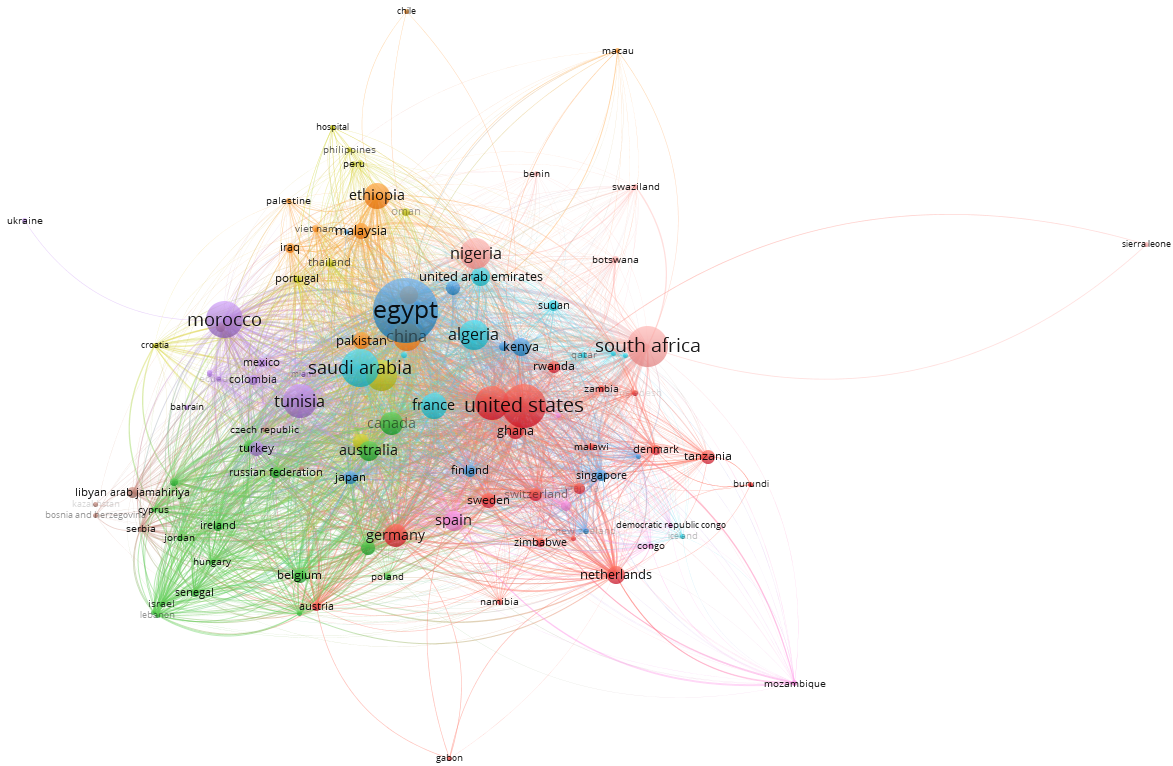 chile
macau
hospital
philippines
peru
benin
swaziland
ethiopia
palestine
oman
ukraine
vietnam
malaysia
sierra leone
iraq
nigeria
botswana
thailand
portugal
united arab emirates
sudan
egypt
morocco
algeria
china
pakistan
croatia
kenya
south africa
qatar
mexico
saudi arabia
rwanda
colombia
zambia
tunisia
france
united states
bahrain
canada
czech republic
ghana
turkey
australia
malawi
denmark
tanzania
russian federation
japan
finland
singapore
burundi
libyan arab jamahiriya
switzerland
sweden
kazakhstan
cyprus
bosnia and herzegovina
spain
ireland
democratic republic congo
serbia
new zealand
jordan
germany
iceland
zimbabwe
congo
hungary
belgium
poland
netherlands
senegal
israel
austria
namibia
lebanon
mozambique
gabon